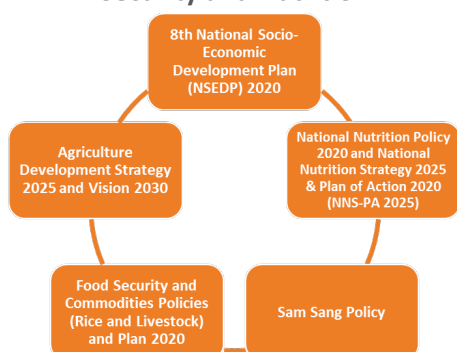 8th National Socio-
Economic
Development Plan
(NSEDP) 2020
National Nutrition Policy
2020 and National
Nutrition Strategy 2025
& Plan of Action 2020
(NNS-PA 2025)
Sam Sang Policy
Food Security and
Commodities Policies
(Rice and Livestock)
and Plan 2020
Agriculture
Development Strategy
2025 and Vision 2030